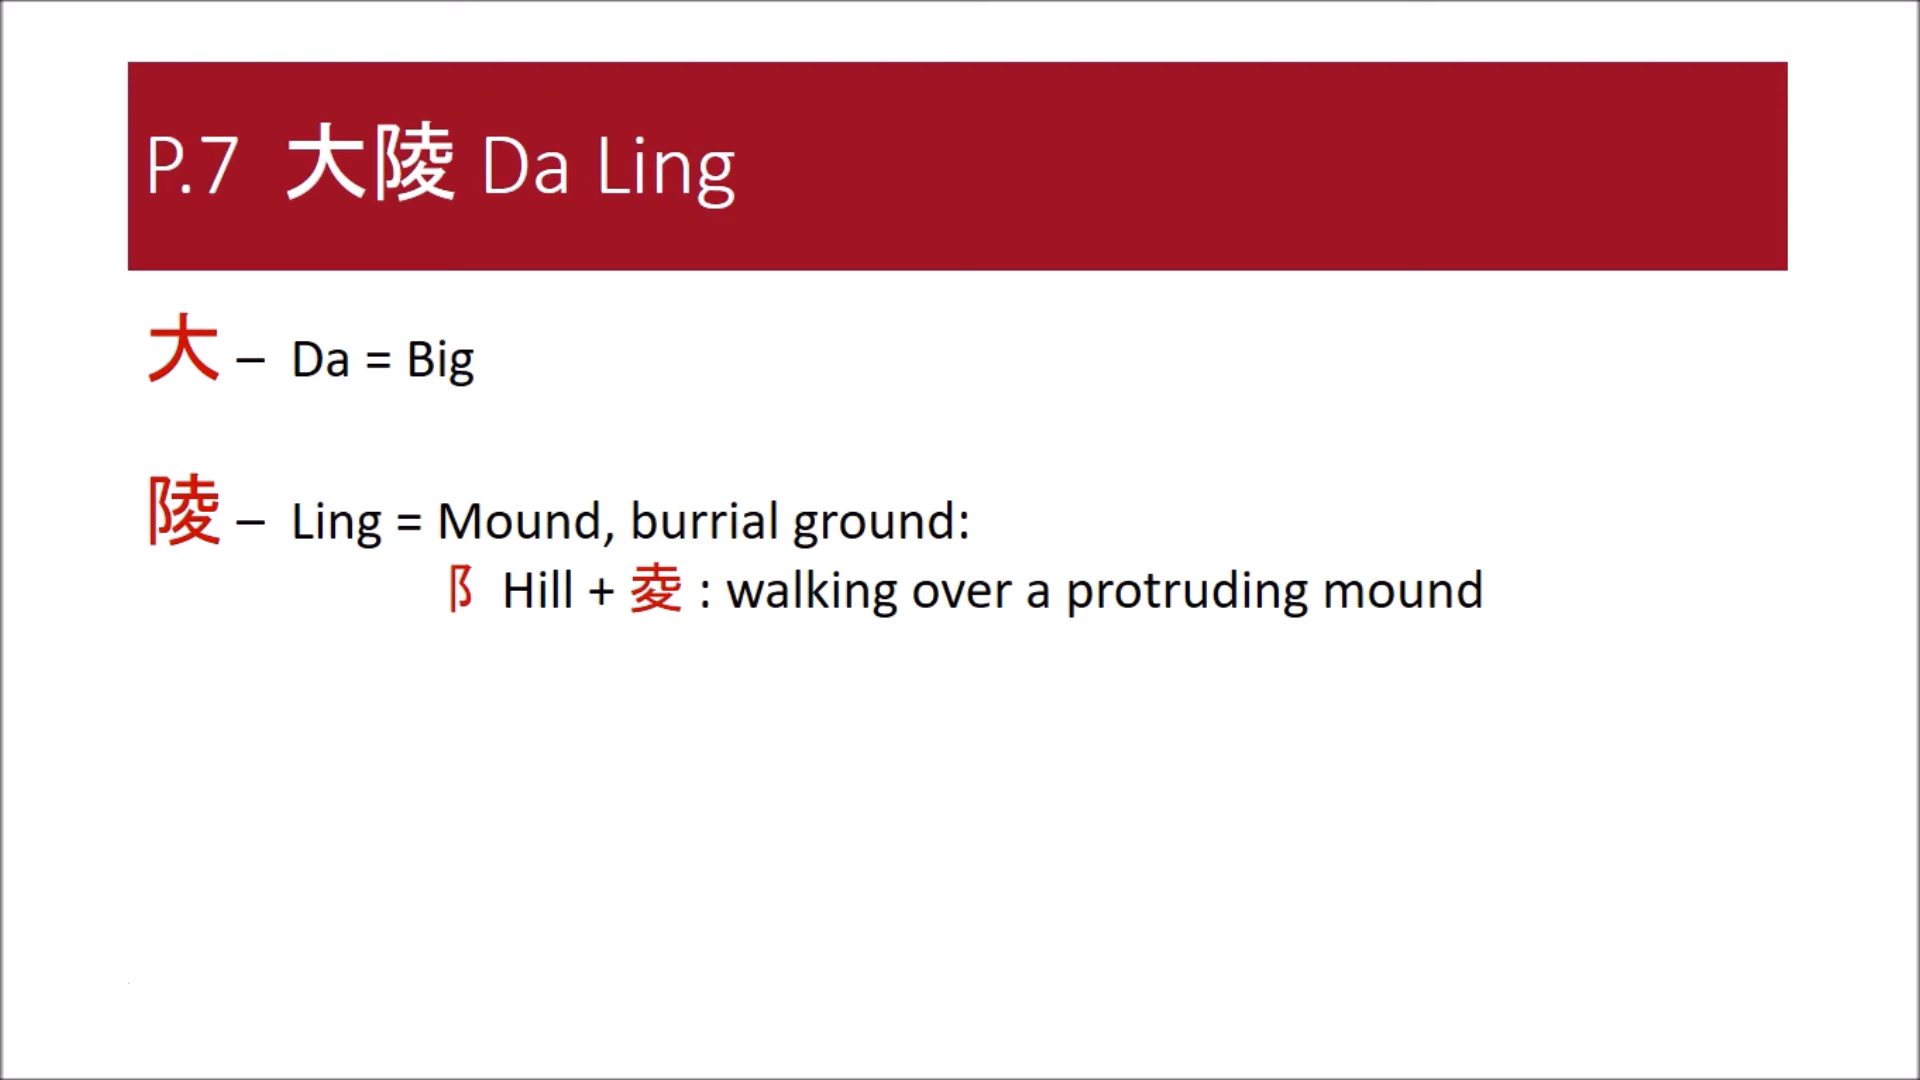 P.7 大陵 Da Ling
大 – Da = Big
陵 – Ling = Mound, burrial ground:
阝 Hill + 夌 : walking over a protruding mound